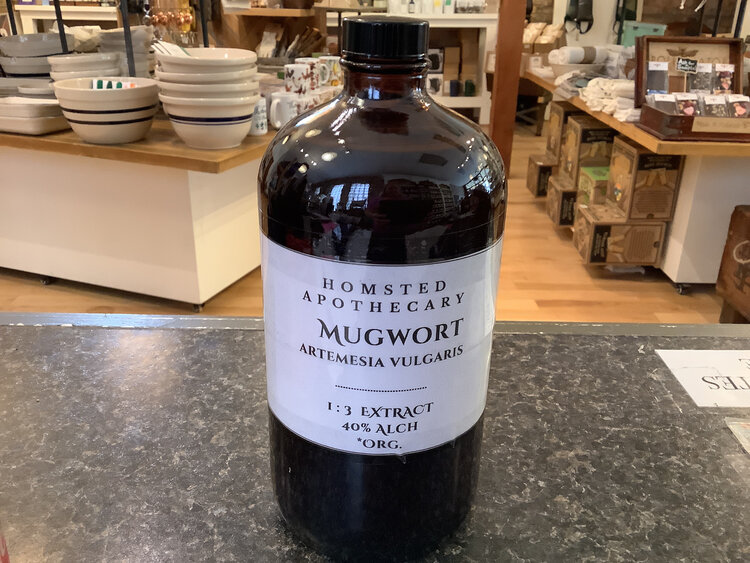 HOMSTED
APOTHECARY
MUGWORT
ARTEMESIA VULGARIS
1:3 EXTRACT
40% ALCH
*ORG.